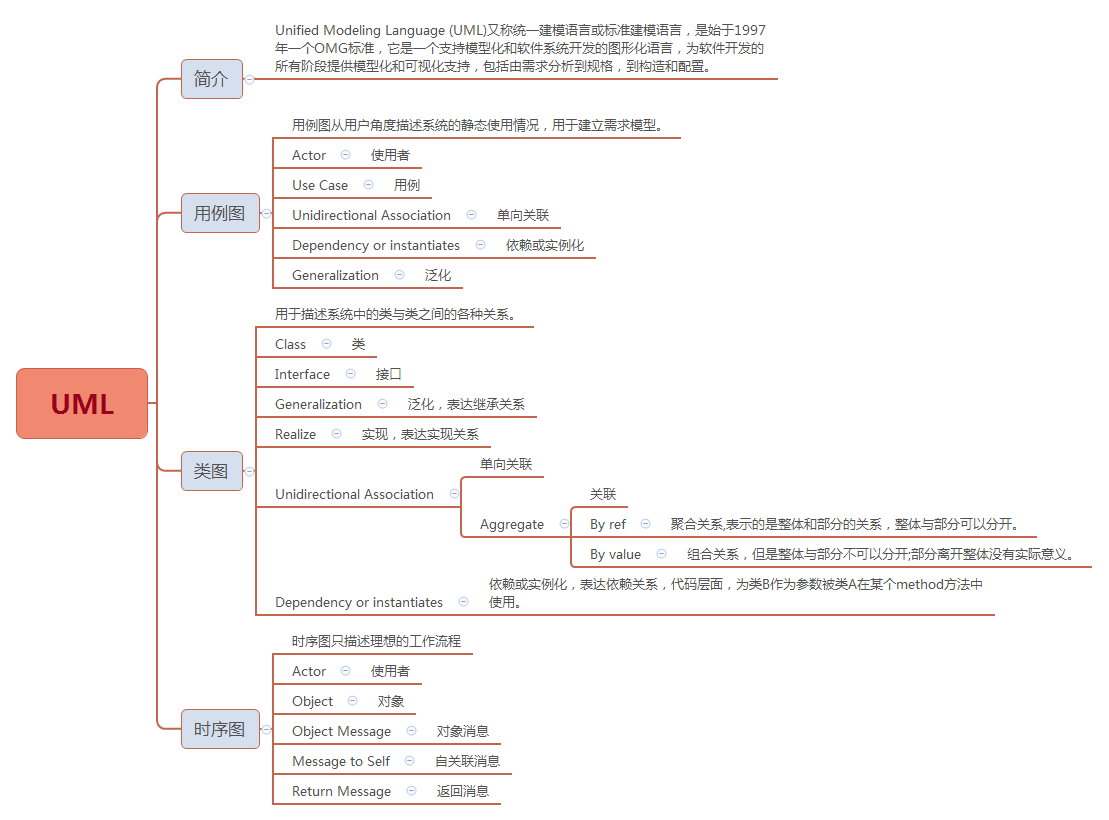 Unified Modeling Language (UML)又称统一建模语言或标准建模语言，是始于1997
年一个OMG标准，它是一个支持模型化和软件系统开发的图形化语言，为软件开发的
所有阶段提供模型化和可视化支持，包括由需求分析到规格，到构造和配置。
简介
用例图从用户角度描述系统的静态使用情况，用于建立需求模型。
Actor 使用者
Use Case 用例
用例图
Unidirectional Association 单向关联
Dependency or instantiates 依赖或实例化
Generalization 泛化
用于描述系统中的类与类之间的各种关系。
Class 类
Interface 接口
UML
Generalization 泛化，表达继承关系
Realize 实现，表达实现关系
类图
单向关联
Unidirectional Association
关联
Aggregate
By ref 聚合关系,表示的是整体和部分的关系，整体与部分可以分开。
By value 组合关系，但是整体与部分不可以分开;部分离开整体没有实际意义。
依赖或实例化，表达依赖关系，代码层面，为类B作为参数被类A在某个method方法中
使用。
Dependency or instantiates
时序图只描述理想的工作流程
Actor 使用者
Object 对象
时序图
Object Message 对象消息
Message to Self 自关联消息
Return Message 返回消息